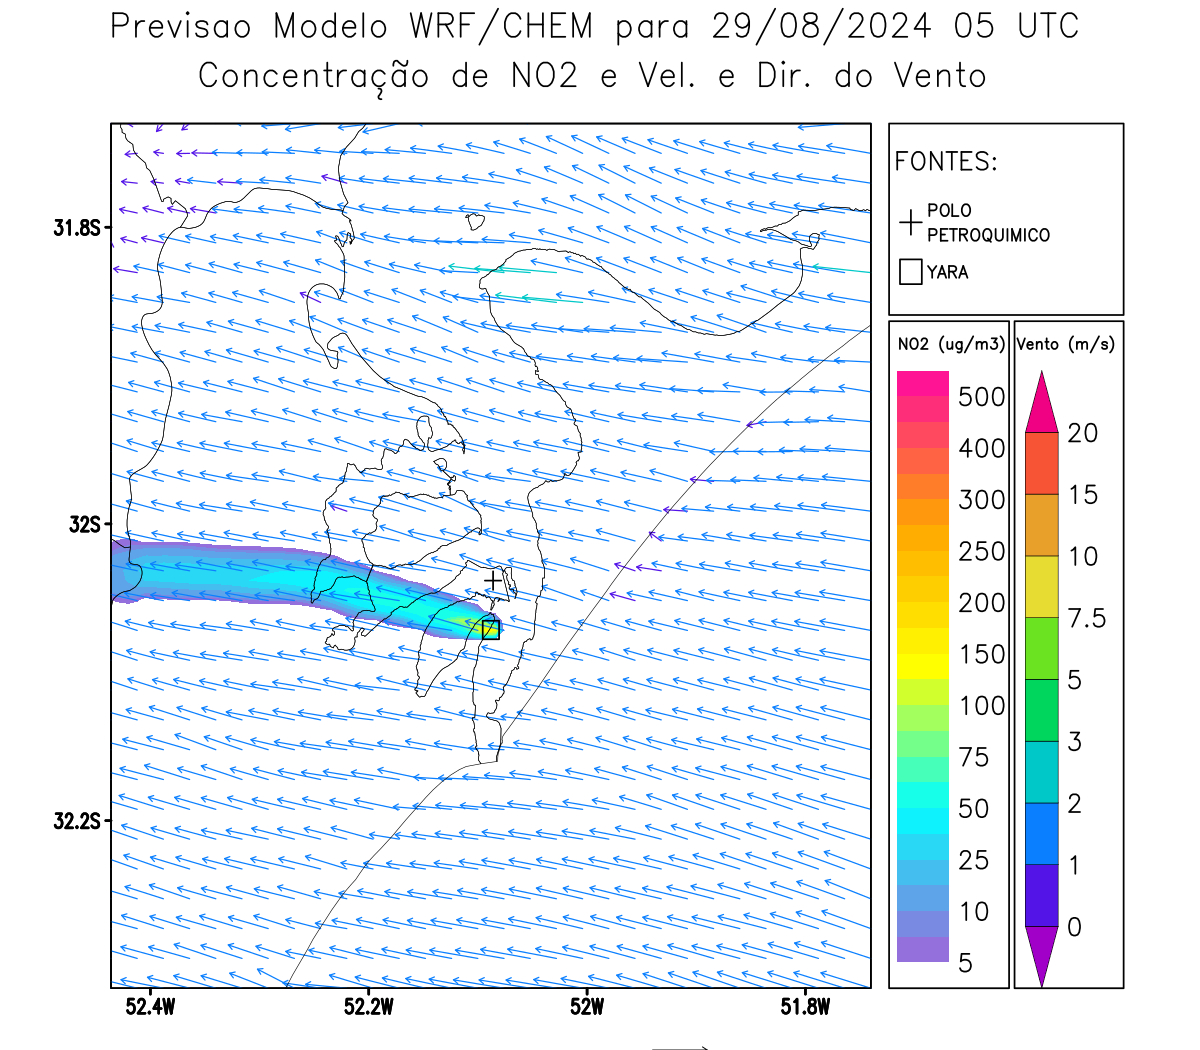 Previsao Modelo WRF/CHEM para 29/08/2024 05 UTC
Concentração de NO2 e Vel. e Dir. do Vento
FONTES:
POLO
PETROQUIMICO
YARA
NO2 (ug/m3)
500
400
300
250
200
150
100
75
50
25
10
5
Vento (m/s)
20
15
10
7.5
5
3
2
1
0
31.8S
32S
32.2S
52.4W
52.2W
52W
51.8W